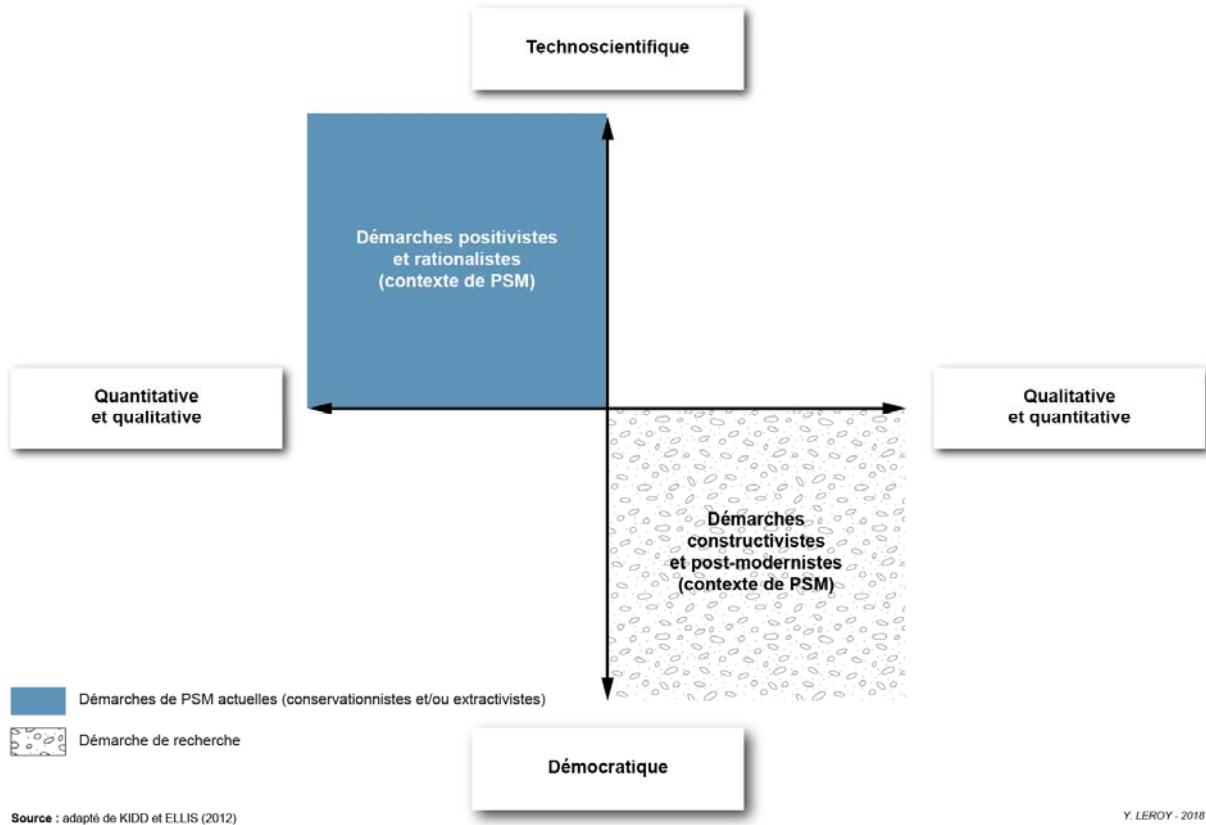 Technoscientifique
Démarches positivistes
et rationalistes
(contexte de PSM)
Quantitative
et qualitative
Qualitative
et quantitative
Démarches
constructivistes
et post-modernistes
(contexte de PSM)
Démarches de PSM actuelles (conservationnistes et/ou extractivistes)
Démarche de recherche
Démocratique
Source : adapté de KIDD et ELLIS (2012)
Y. LEROY - 2018